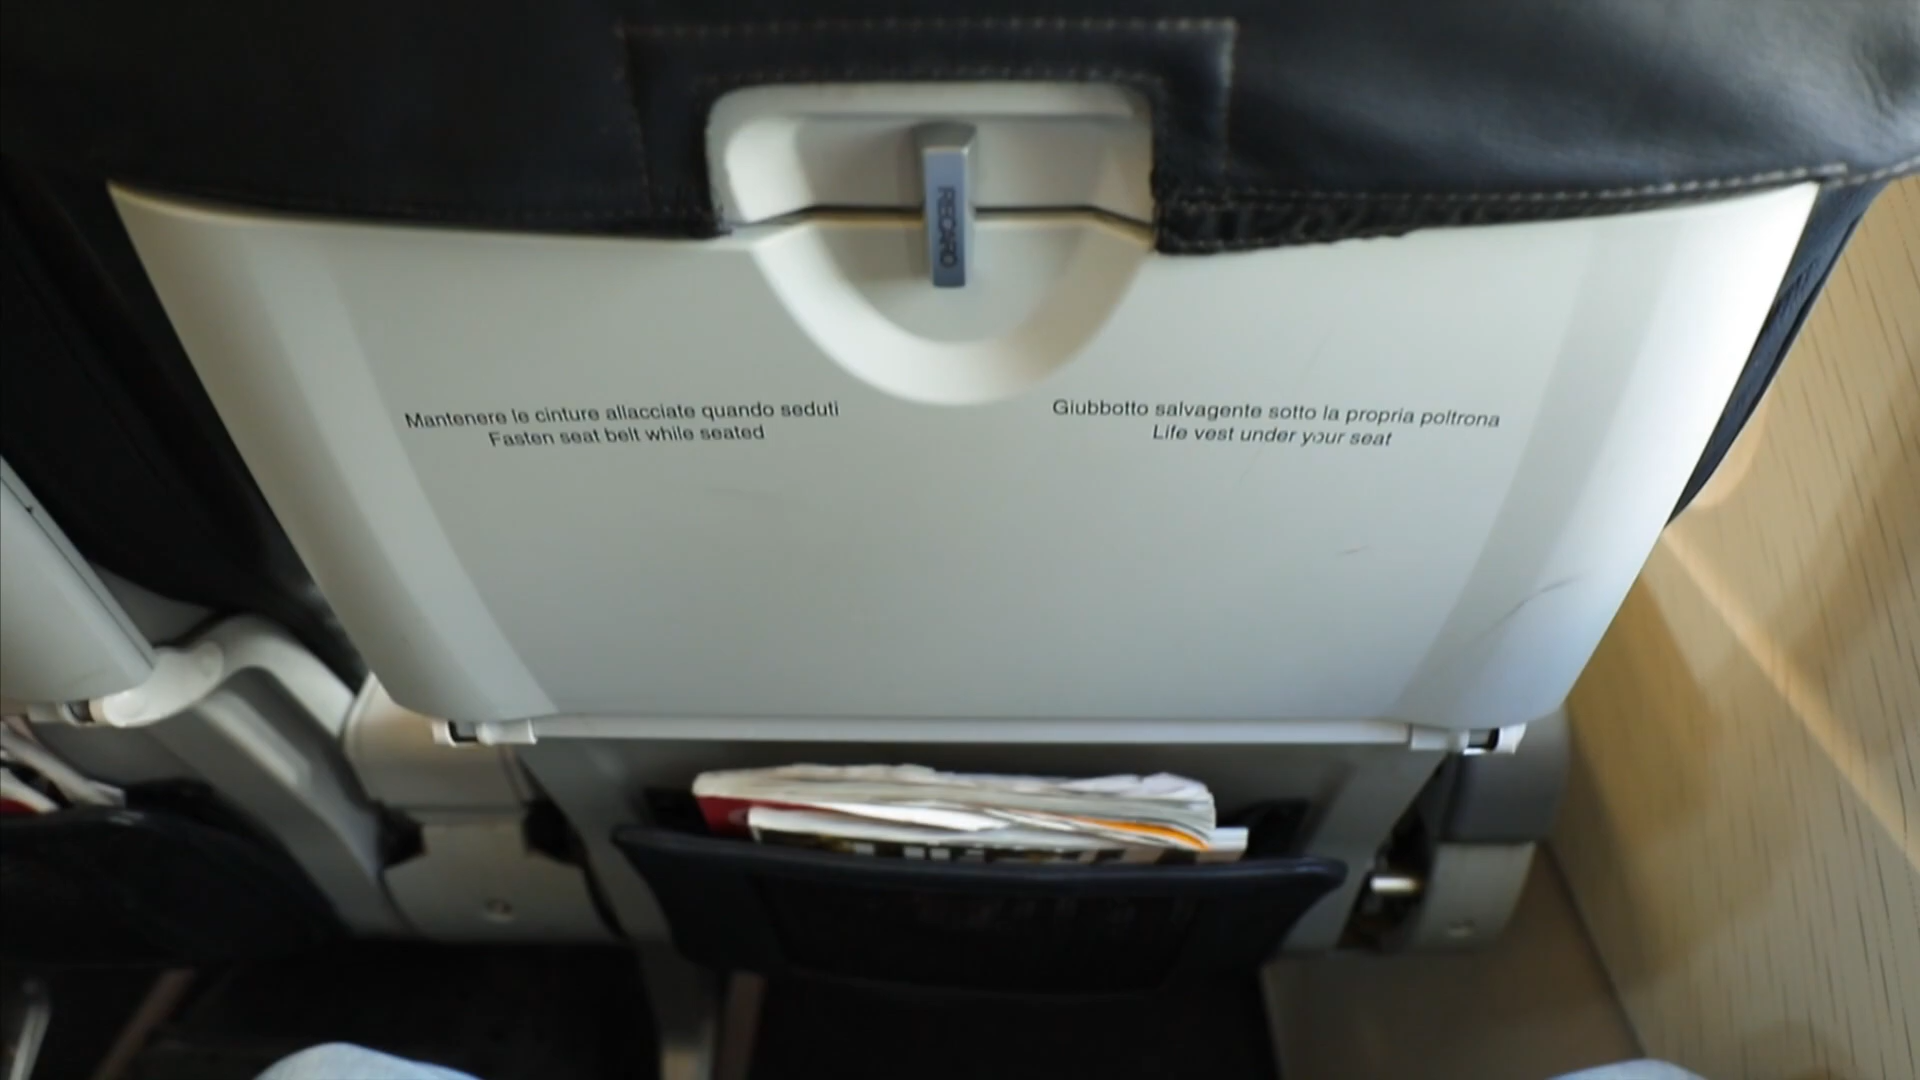 RECARO
Mantenere le cinture allacciate quando seduti
Fasten seat belt while seated
Giubbotto salvagente sotto la propria poltrona
Life vest under your seat